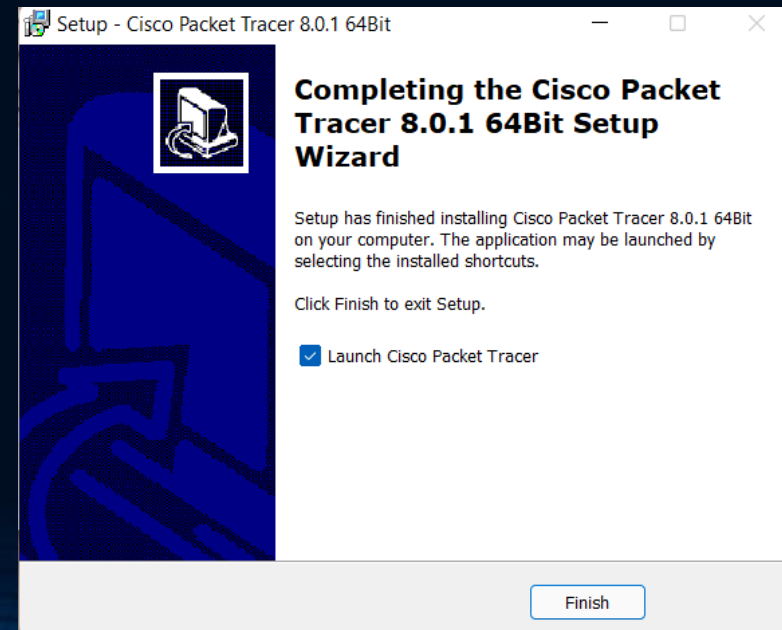 Setup - Cisco Packet Tracer 8.0.1 64Bit
Completing the Cisco Packet
Tracer 8.0.1 64Bit Setup
Wizard
Setup has finished installing Cisco Packet Tracer 8.0.1 64Bit
on your computer. The application may be launched by
selecting the installed shortcuts.
Click Finish to exit Setup.
Launch Cisco Packet Tracer
Finish